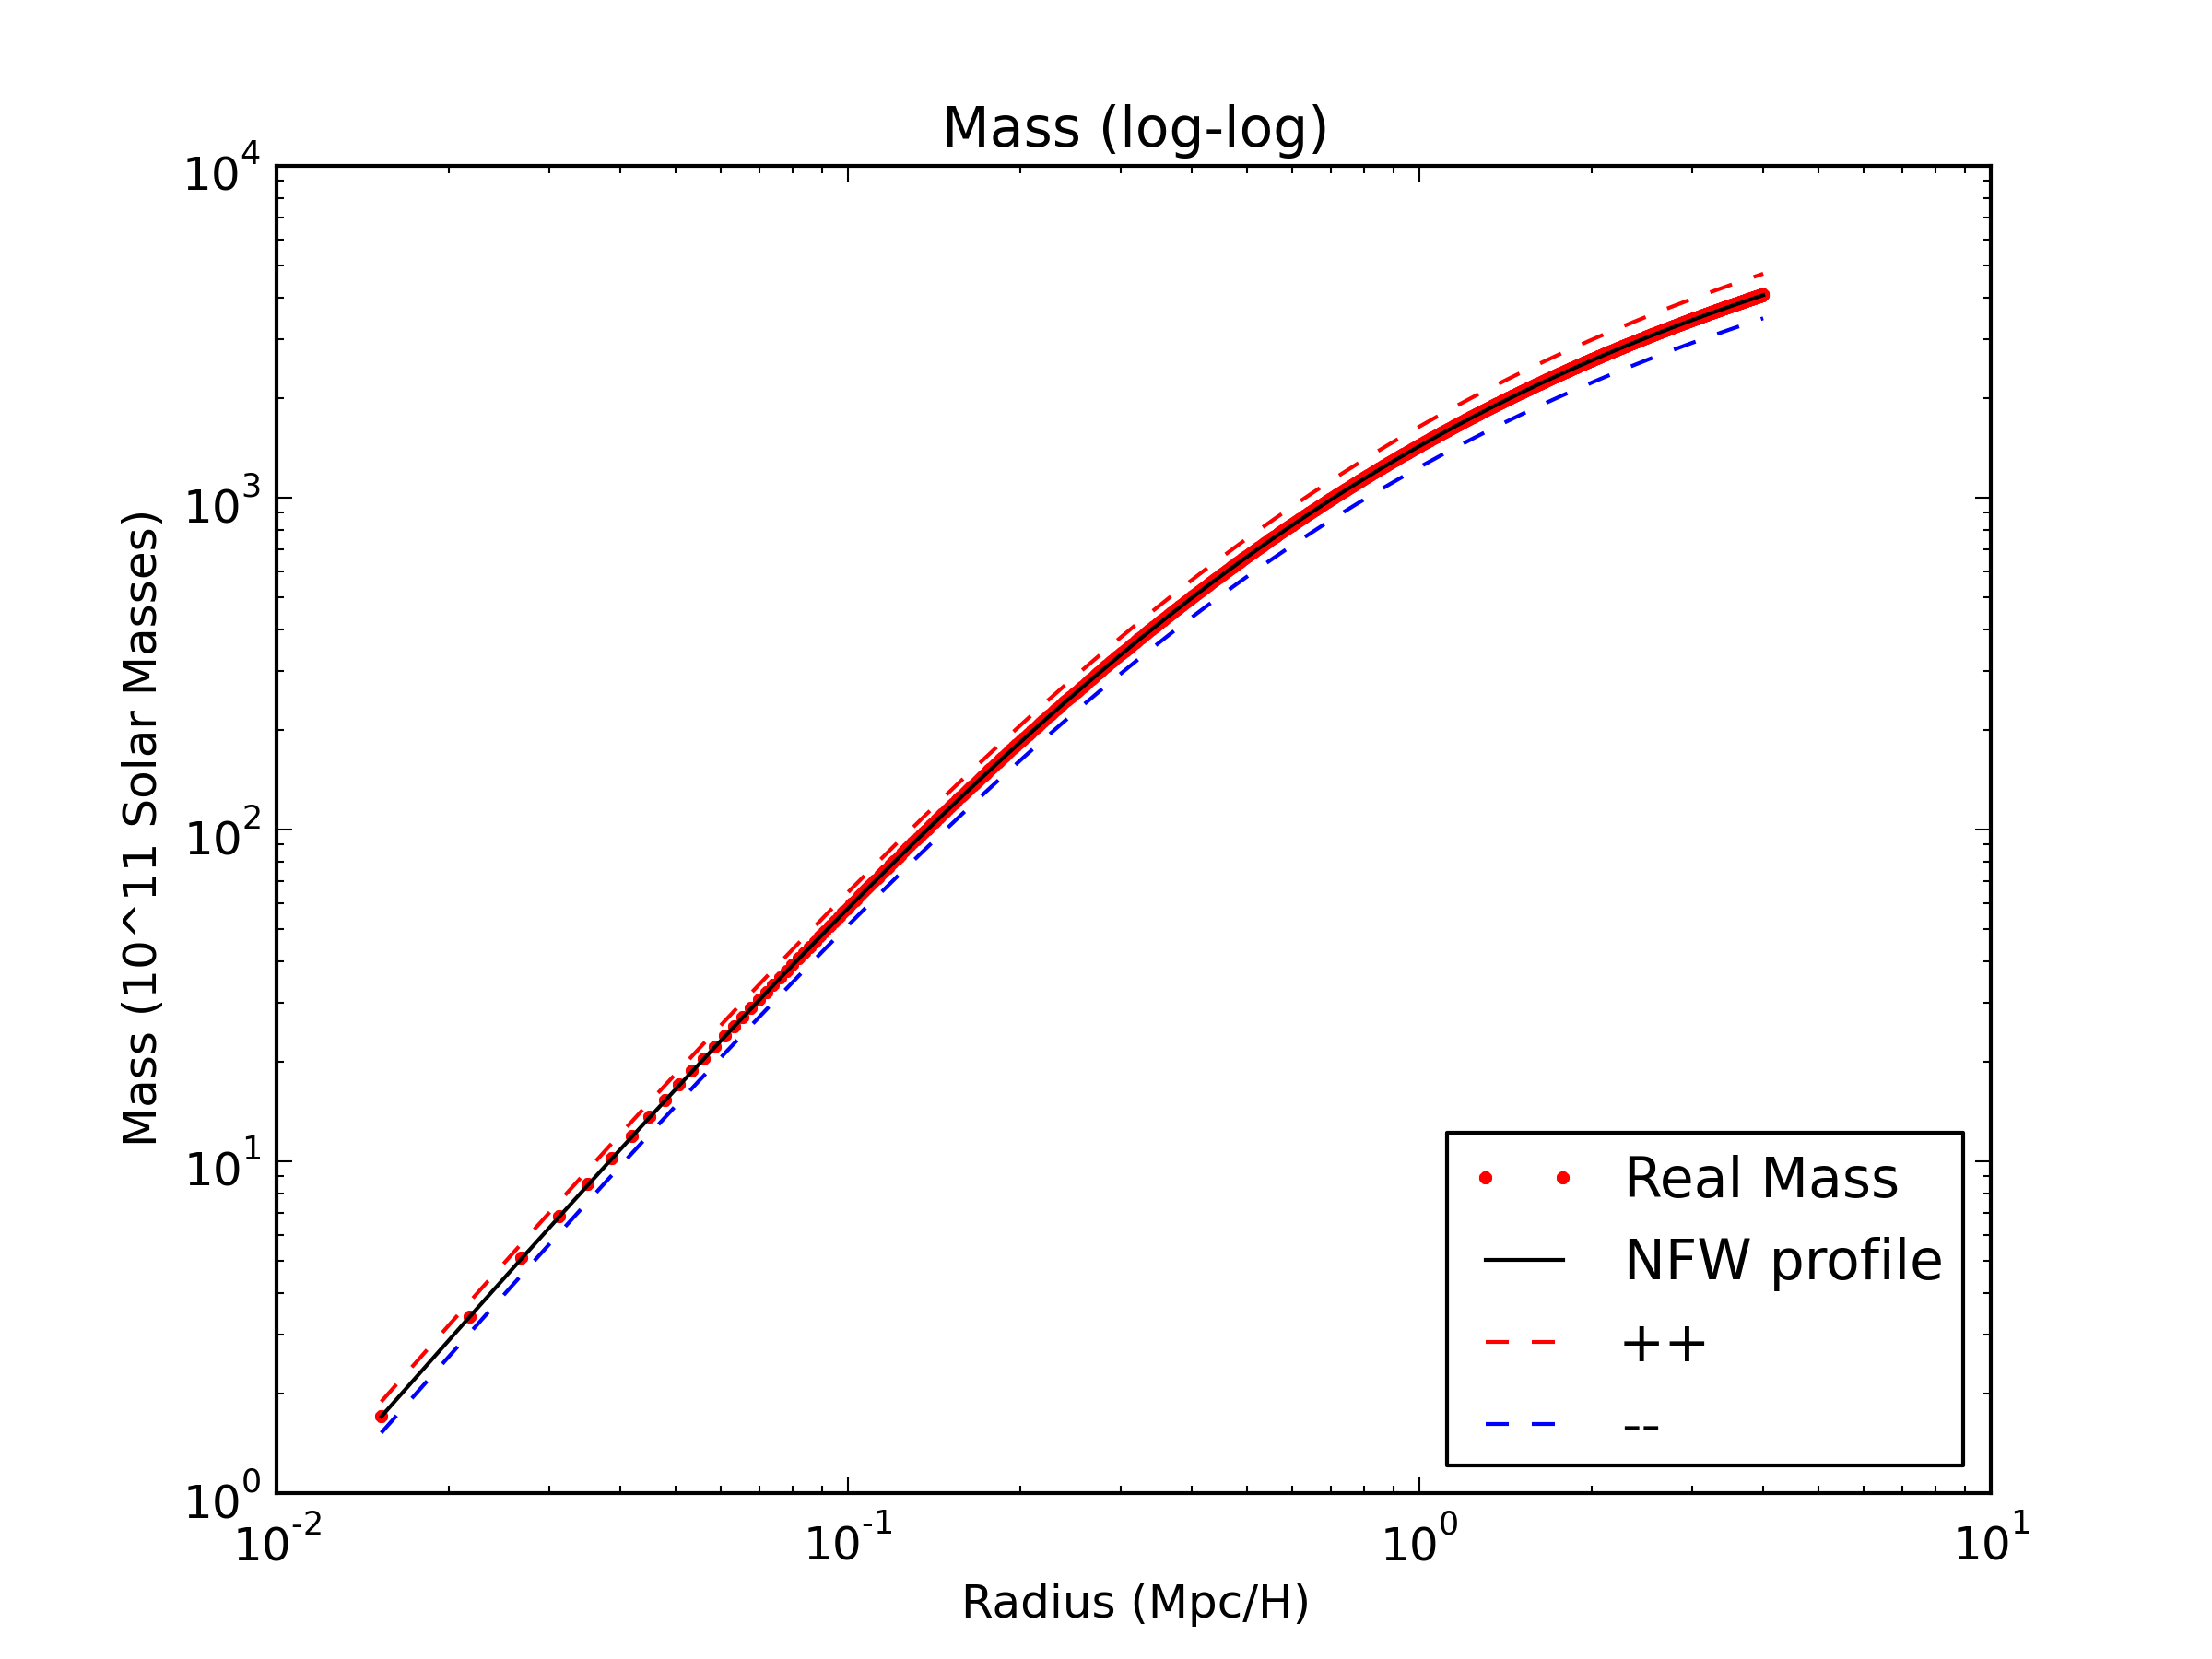 Mass (log-log)
10^4
10^3
10^2
10^1
10^0
Mass (10^11 Solar Masses)
10^-2
10^-1
10^0
10^1
Radius (Mpc/H)
Real Mass
NFW profile
++
--